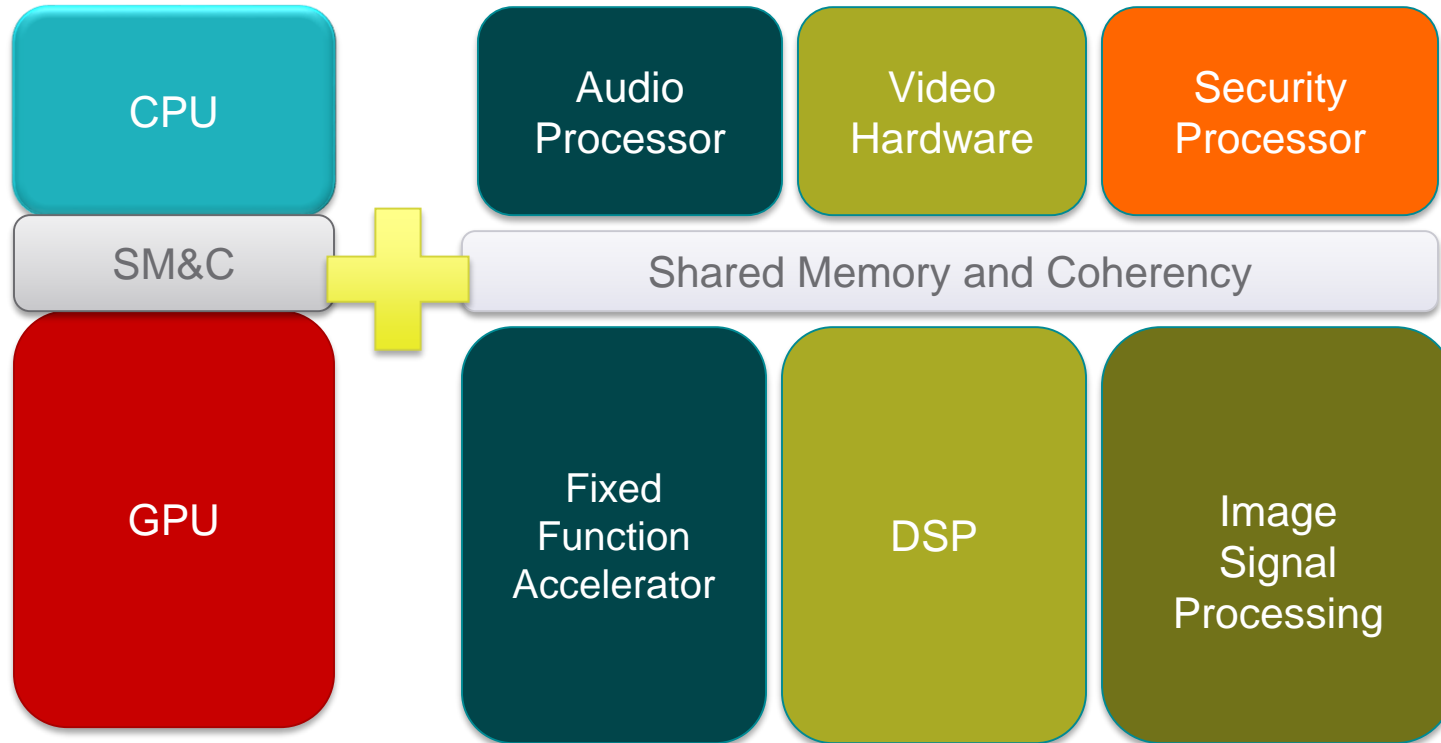 CPU
Audio
Processor
Video
Hardware
Security
Processor
SM&C
Shared Memory and Coherency
GPU
Fixed
Function
Accelerator
DSP
Image
Signal
Processing